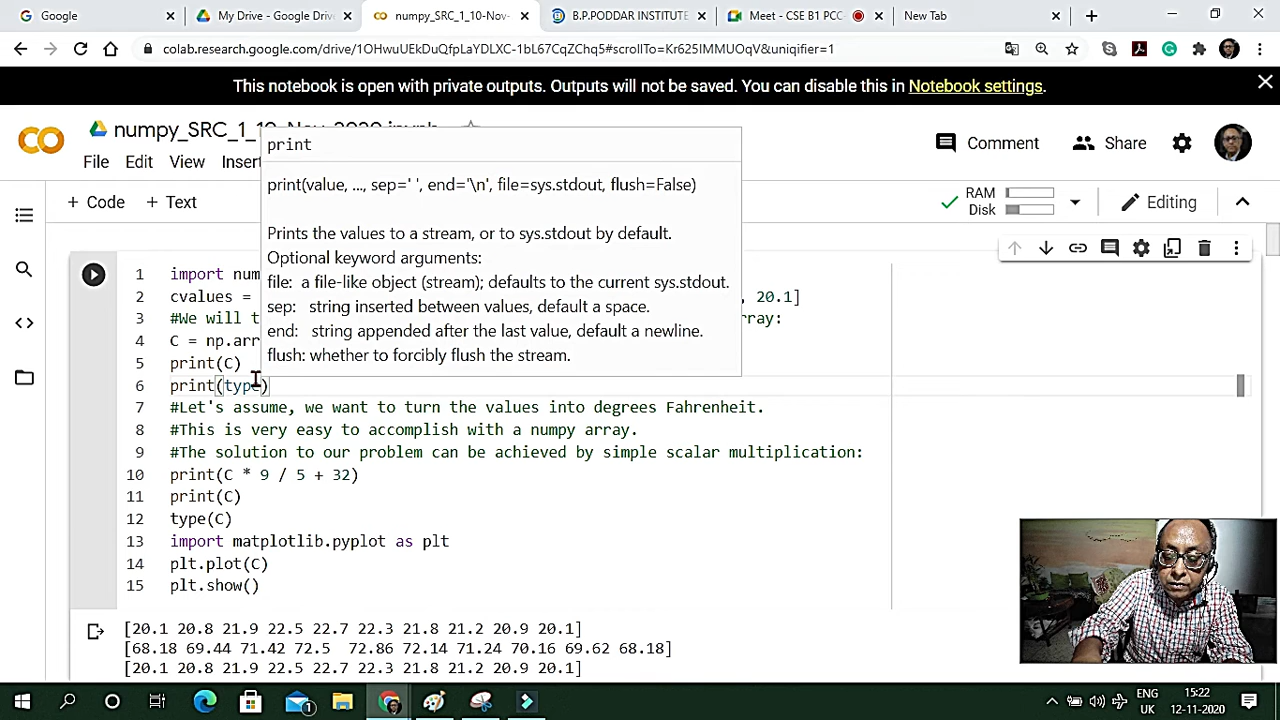 Google
My Drive - Google Driv
numpy_SRC_1_10-Nov-
B.P.PODDAR INSTITUTE
Meet - CSE B1 PCC-
New Tab
colab.research.google.com/drive/1OHwuUEkDuQfpLaYDLXC-1bL67CqZChq5#scrollTo=Kr625IMMUOqV&uniqifier=1
This notebook is open with private outputs. Outputs will not be saved. You can disable this in Notebook settings.
numpy_SRC_1_10-Nov-2020.ipynb
File Edit View Insert
Comment Share
+ Code + Text
RAM
Disk
Editing
print
print(value, ..., sep=' ', end='\n', file=sys.stdout, flush=False)
Prints the values to a stream, or to sys.stdout by default.
Optional keyword arguments:
file: a file-like object (stream); defaults to the current sys.stdout.
sep: string inserted between values, default a space.
end: string appended after the last value, default a newline.
flush: whether to forcibly flush the stream.
1 import num
2 cvalues = , 20.1]
3 #We will t rray:
4 C = np.arr
5 print(C)
6 print(type)
7 #Let's assume, we want to turn the values into degrees Fahrenheit.
8 #This is very easy to accomplish with a numpy array.
9 #The solution to our problem can be achieved by simple scalar multiplication:
10 print(C * 9 / 5 + 32)
11 print(C)
12 type(C)
13 import matplotlib.pyplot as plt
14 plt.plot(C)
15 plt.show()
[20.1 20.8 21.9 22.5 22.7 22.3 21.8 21.2 20.9 20.1]
[68.18 69.44 71.42 72.5 72.86 72.14 71.24 70.16 69.62 68.18]
[20.1 20.8 21.9 22.5 22.7 22.3 21.8 21.2 20.9 20.1]
ENG
UK
15:22
12-11-2020